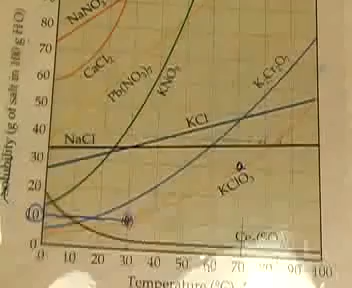 80
NaNO₃
70
60
CaCl₂
Pb(NO₃)₂
KNO₃
K₂Cr₂O₇
50
KCl
40
NaCl
30
20
a
KClO₃
10
0
0 10 20 30 40 50 60 70 80 90 100
Solubility (g of salt in 100 g H₂O)
Temperature (°C)